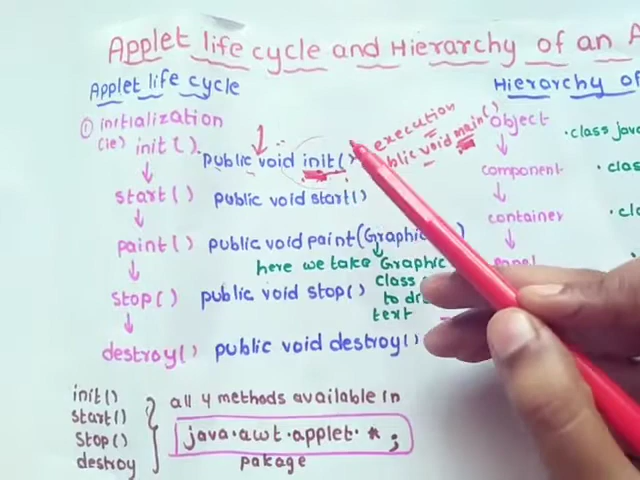 Applet life cycle and Hierarchy of an A
Applet life cycle
① initialization
(ie) init( )
public void init( )
execution
public void main( )
start( ) public void start( )
paint( ) public void paint(Graphic )
here we take Graphic
class
to dr
text
stop( ) public void stop( )
destroy( ) public void destroy( )
init( )
start( )
stop( )
destroy
all 4 methods available in
java.awt.applet.*;
pakage
Hierarchy of
object
.class java
component
.clas
container
.cl